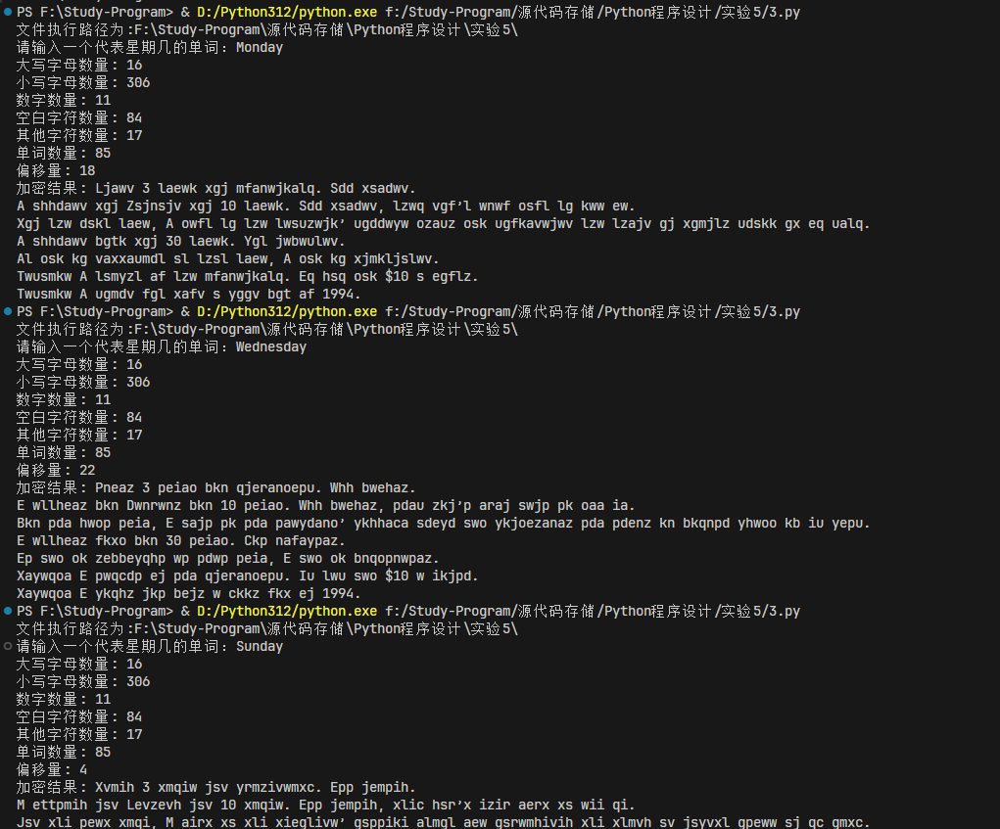 PS F:\Study-Program> & D:/Python312/python.exe f:/Study-Program/源代码存储/Python程序设计/实验5/3.py
文件执行路径为:F:\Study-Program\源代码存储\Python程序设计\实验5\
请输入一个代表星期几的单词：Monday
大写字母数量：16
小写字母数量：306
数字数量：11
空白字符数量：84
其他字符数量：17
单词数量：85
偏移量：18
加密结果：Ljawv 3 laewk xgj mfanwjkalq. Sdd xsadwv.
A shhdawv xgj Zsjnsjv xgj 10 laewk. Sdd xsadwv, lzwq vgf’l wnwf osfl lg kww ew.
Xgj lzw dskl laew, A owfl lg lzw lwsuzwjk’ ugddwyw ozauz osk ugfkavwjwv lzw lzajv gj xgmjlz udskk gx eq ualq.
A shhdawv bgtk xgj 30 laewk. Ygl jwbwulwv.
Al osk kg vaxxaumdl sl lzsl laew, A osk kg xjmkljslwv.
Twusmkw A lsmyzl af lzw mfanwjkalq. Eq hsq osk $10 s egflz.
Twusmkw A ugmdv fgl xafv s yggv bgt af 1994.
PS F:\Study-Program> & D:/Python312/python.exe f:/Study-Program/源代码存储/Python程序设计/实验5/3.py
文件执行路径为:F:\Study-Program\源代码存储\Python程序设计\实验5\
请输入一个代表星期几的单词：Wednesday
大写字母数量：16
小写字母数量：306
数字数量：11
空白字符数量：84
其他字符数量：17
单词数量：85
偏移量：22
加密结果：Pneaz 3 peiao bkn qjeranoepu. Whh bwehaz.
E wllheaz bkn Dwnrwnz bkn 10 peiao. Whh bwehaz, pdau zkj’p araj swjp pk oaa ia.
Bkn pda hwop peia, E sajp pk pda pawydano’ ykhhaca sdeyd swo ykjoezanaz pda pdenz kn bkqnpd yhwoo kb iu yepu.
E wllheaz fkxo bkn 30 peiao. Ckp nafaypaz.
Ep swo ok zebbeyqhp wp pdwp peia, E swo ok bnqopnwpaz.
Xaywqoa E pwqcdp ej pda qjeranoepu. Iu lwu swo $10 w ikjpd.
Xaywqoa E ykqhz jkp bejz w ckkz fkx ej 1994.
PS F:\Study-Program> & D:/Python312/python.exe f:/Study-Program/源代码存储/Python程序设计/实验5/3.py
文件执行路径为:F:\Study-Program\源代码存储\Python程序设计\实验5\
请输入一个代表星期几的单词：Sunday
大写字母数量：16
小写字母数量：306
数字数量：11
空白字符数量：84
其他字符数量：17
单词数量：85
偏移量：4
加密结果：Xvmih 3 xmqiw jsv yrmzivwmxc. Epp jempih.
M ettpmih jsv Levzevh jsv 10 xmqiw. Epp jempih, xlic hsr’x izir aerx xs wii qi.
Jsv xli pewx xmqi, M airx xs xli xieglivw’ gsppiki almgl aew gsrwmhivih xli xlmvh sv jsyvxl gpeww sj qc gmxc.